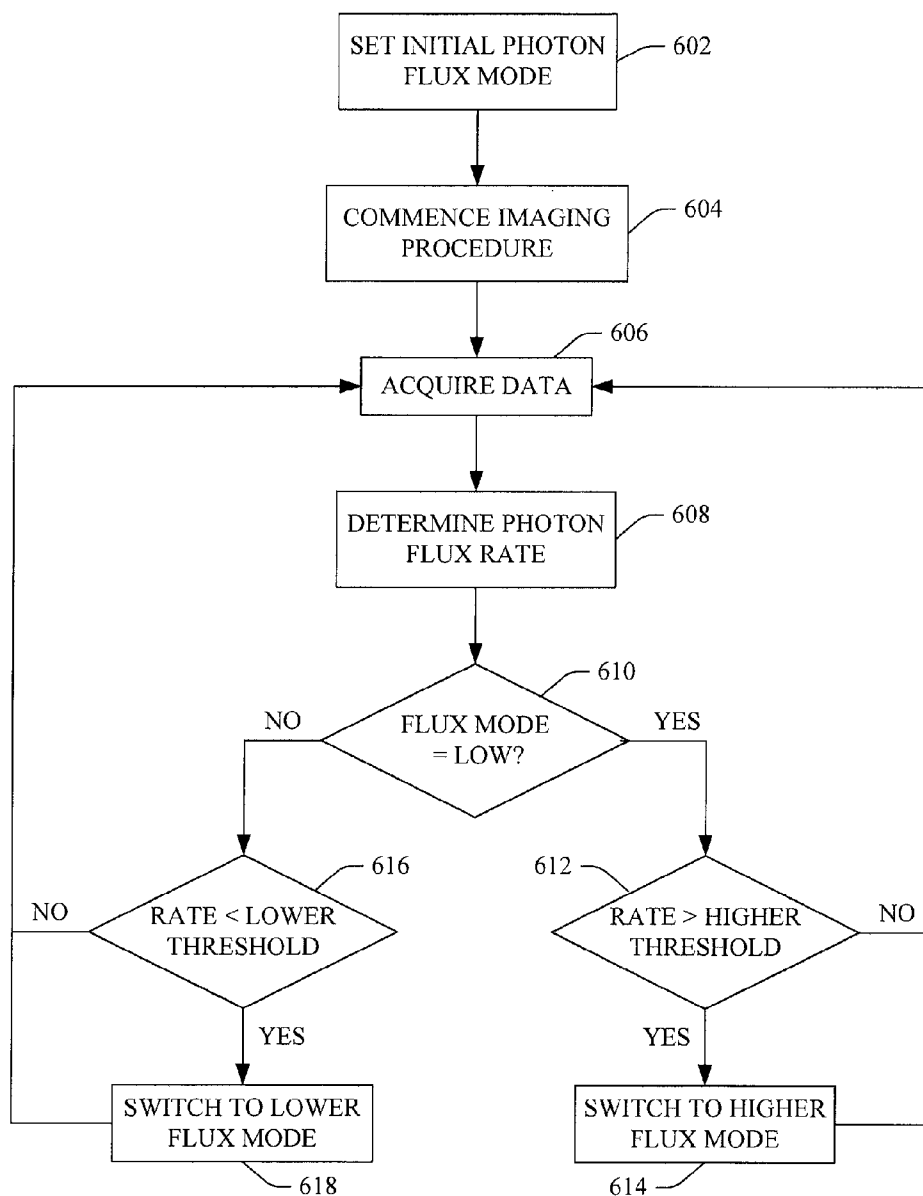 SET INITIAL PHOTON
FLUX MODE
602
COMMENCE IMAGING
PROCEDURE
604
606
ACQUIRE DATA
DETERMINE PHOTON
FLUX RATE
608
610
NO
FLUX MODE
= LOW?
YES
616
NO
RATE < LOWER
THRESHOLD
612
RATE > HIGHER
THRESHOLD
NO
YES
YES
SWITCH TO LOWER
FLUX MODE
618
SWITCH TO HIGHER
FLUX MODE
614